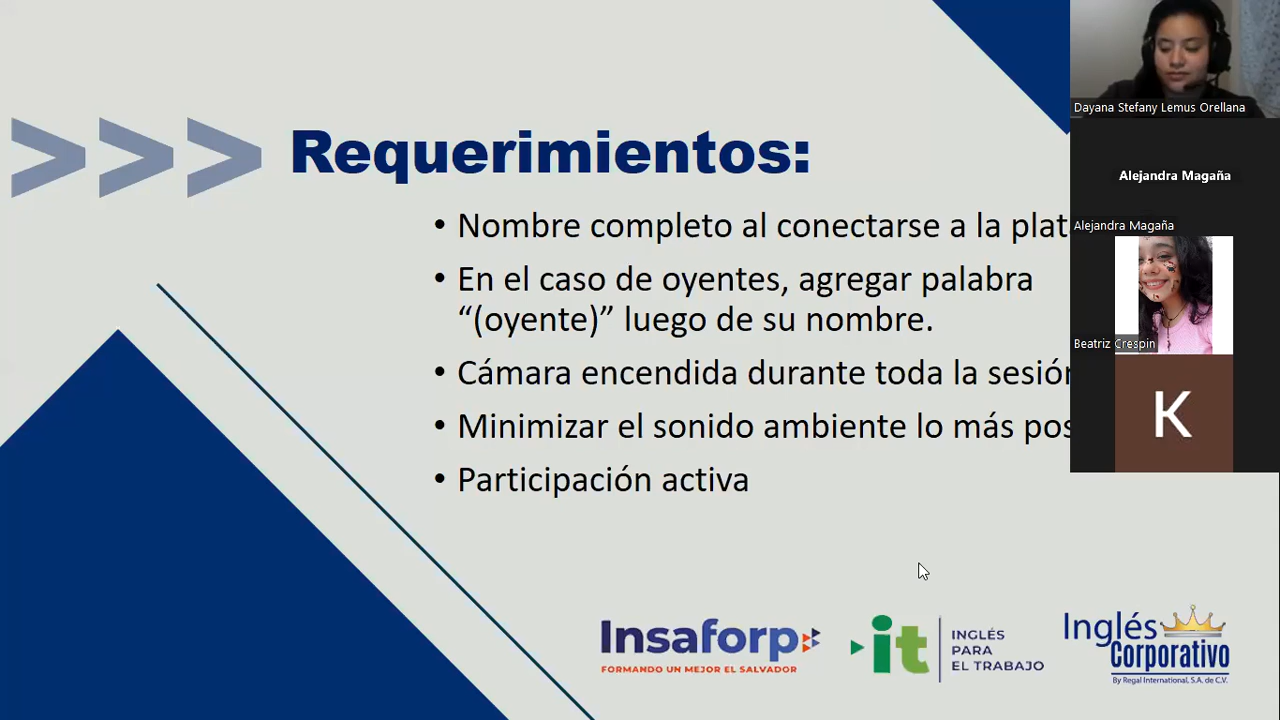 >>> Requerimientos:
• Nombre completo al conectarse a la plat
• En el caso de oyentes, agregar palabra
“(oyente)” luego de su nombre.
• Cámara encendida durante toda la sesión
• Minimizar el sonido ambiente lo más pos
• Participación activa
Dayana Stefany Lemus Orellana
Alejandra Magaña
Alejandra Magaña
Beatriz Crespin
K
Insaforp
FORMANDO UN MEJOR EL SALVADOR
it
INGLÉS
PARA
EL TRABAJO
Inglés
Corporativo
By Regal International, S.A. de C.V.